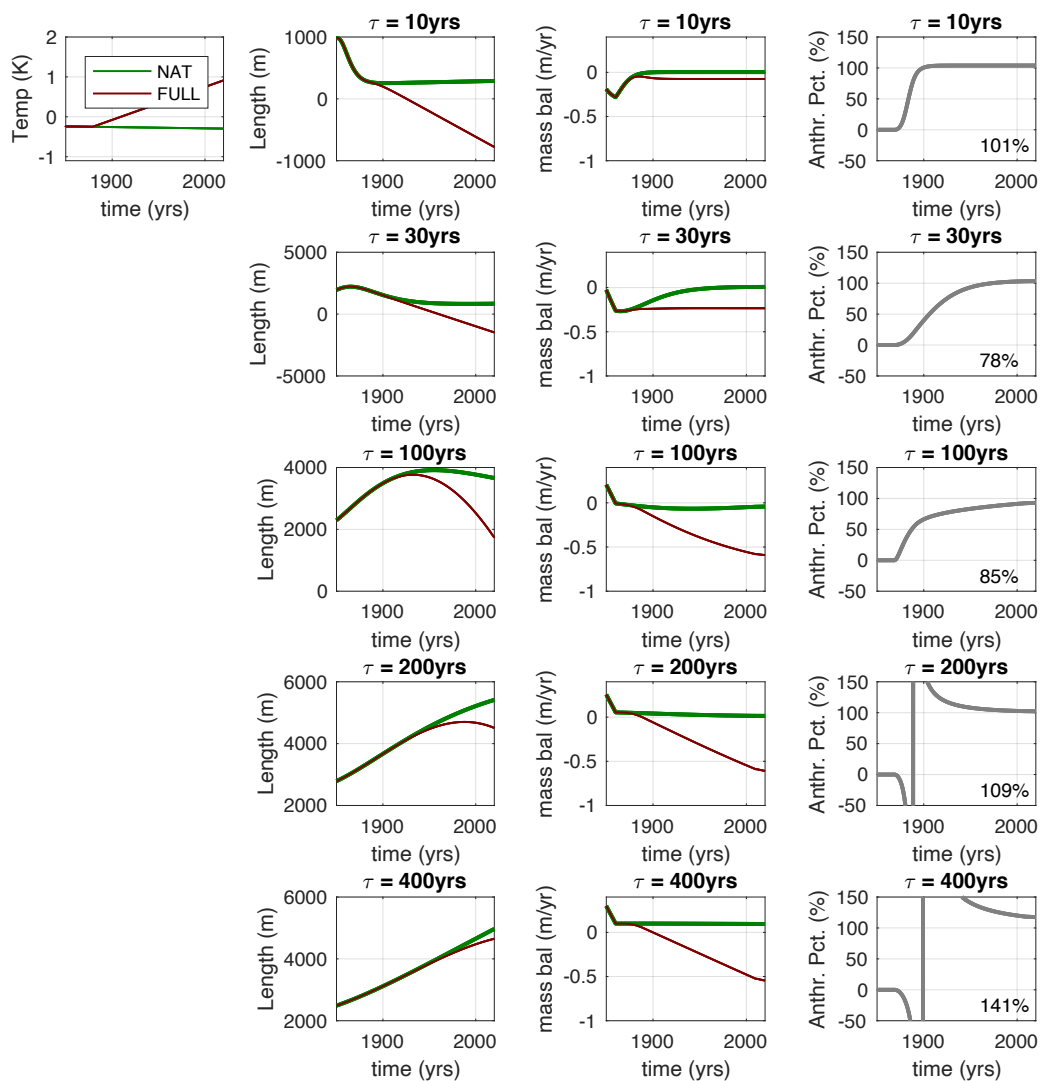 Temp (K)
2
1
0
-1
NAT
FULL
1900
2000
time (yrs)
τ = 10yrs
Length (m)
1000
0
-1000
1900
2000
time (yrs)
τ = 10yrs
mass bal (m/yr)
0
-0.5
-1
1900
2000
time (yrs)
τ = 10yrs
Anthr. Pct. (%)
150
100
50
0
-50
101%
1900
2000
time (yrs)
τ = 30yrs
Length (m)
5000
0
-5000
1900
2000
time (yrs)
τ = 30yrs
mass bal (m/yr)
0
-0.5
-1
1900
2000
time (yrs)
τ = 30yrs
Anthr. Pct. (%)
150
100
50
0
-50
78%
1900
2000
time (yrs)
τ = 100yrs
Length (m)
4000
2000
0
1900
2000
time (yrs)
τ = 100yrs
mass bal (m/yr)
0
-0.5
-1
1900
2000
time (yrs)
τ = 100yrs
Anthr. Pct. (%)
150
100
50
0
-50
85%
1900
2000
time (yrs)
τ = 200yrs
Length (m)
6000
4000
2000
1900
2000
time (yrs)
τ = 200yrs
mass bal (m/yr)
0
-0.5
-1
1900
2000
time (yrs)
τ = 200yrs
Anthr. Pct. (%)
150
100
50
0
-50
109%
1900
2000
time (yrs)
τ = 400yrs
Length (m)
6000
4000
2000
1900
2000
time (yrs)
τ = 400yrs
mass bal (m/yr)
0
-0.5
-1
1900
2000
time (yrs)
τ = 400yrs
Anthr. Pct. (%)
150
100
50
0
-50
141%
1900
2000
time (yrs)